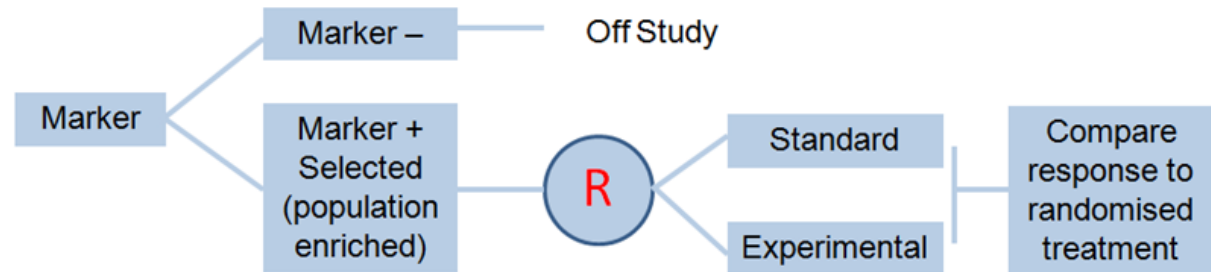 Marker –
Off Study
Marker
Marker +
Selected
(population
enriched)
R
Standard
Experimental
Compare
response to
randomised
treatment